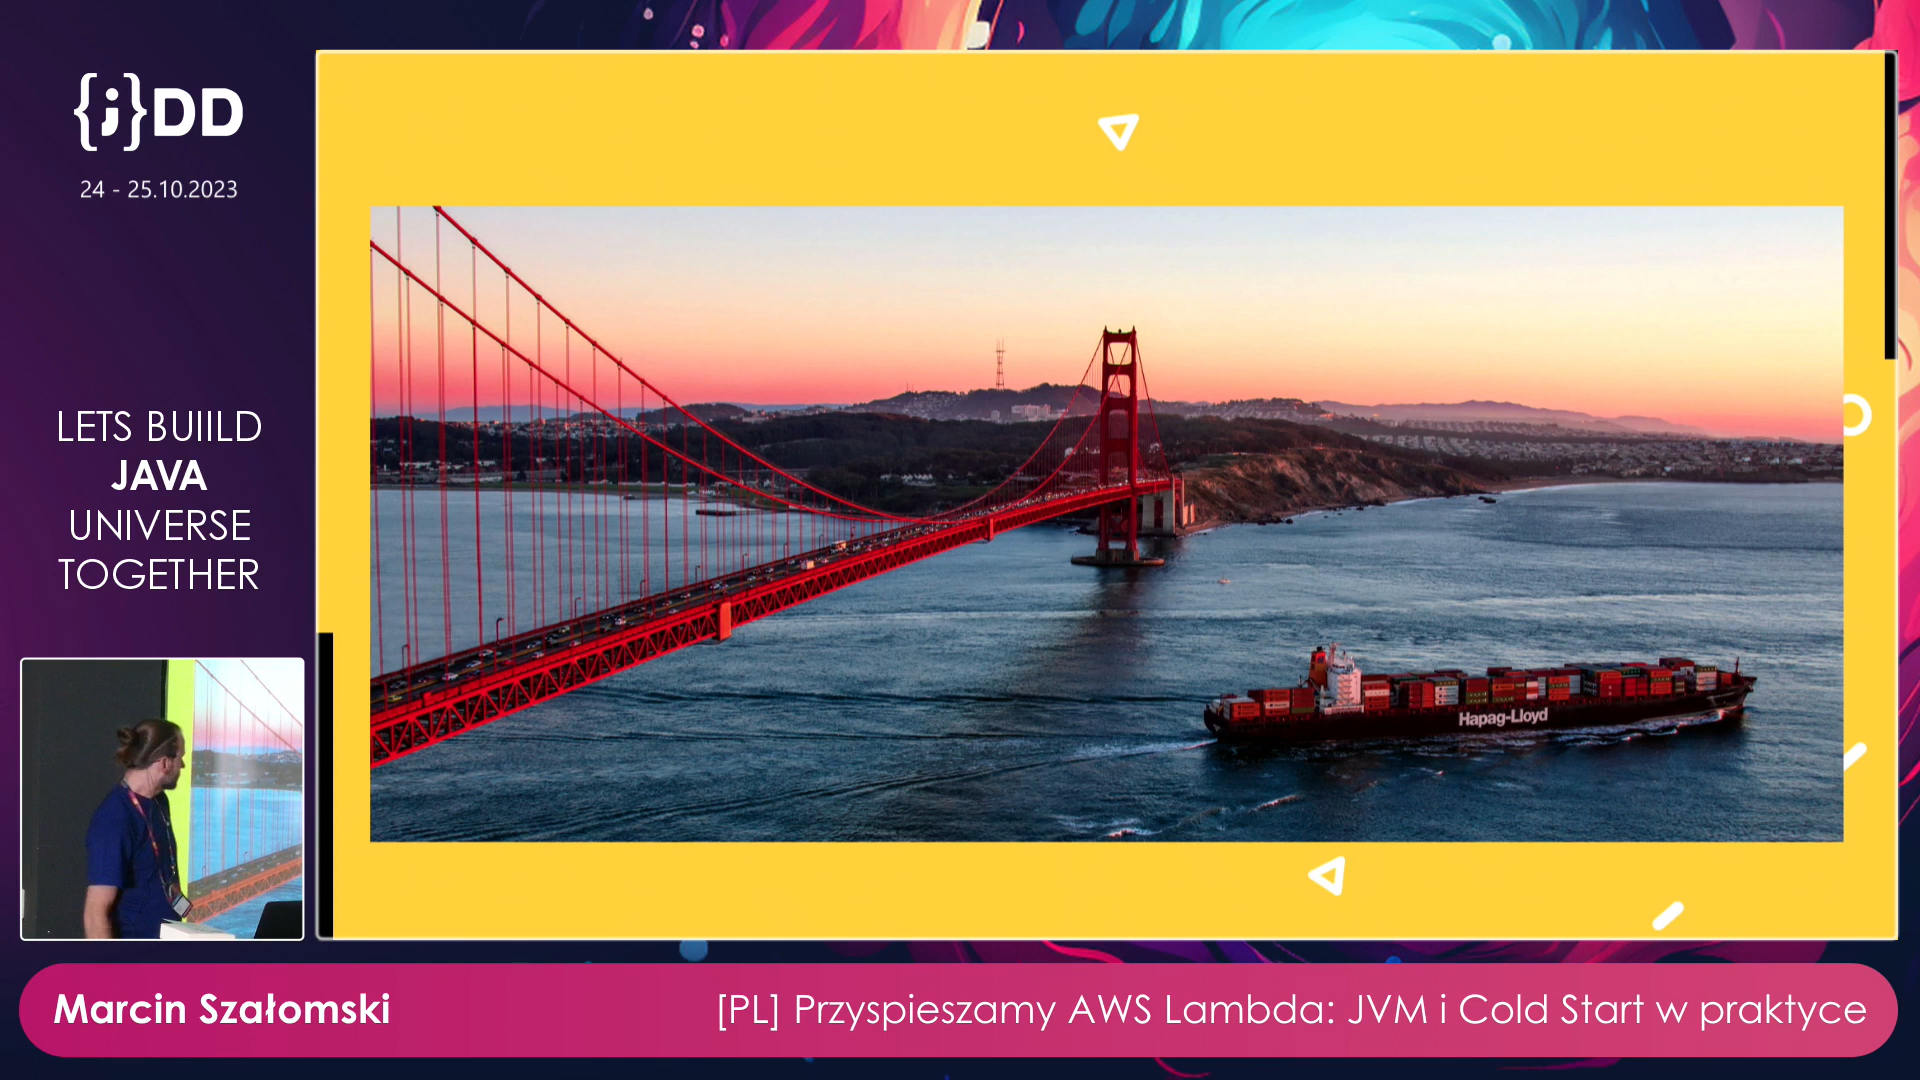 {j}DD
24 - 25.10.2023
LETS BUIILD
JAVA
UNIVERSE
TOGETHER
Hapag-Lloyd
Marcin Szałomski
[PL] Przyspieszamy AWS Lambda: JVM i Cold Start w praktyce